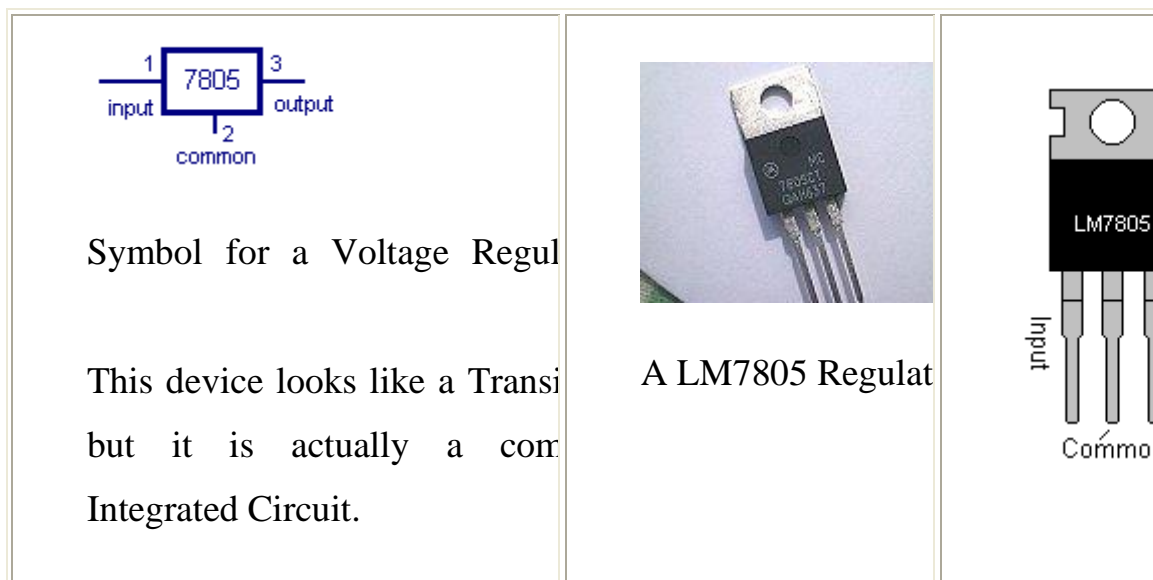 1
7805
3
input
output
2
common
Symbol for a Voltage Regul
This device looks like a Transi
but it is actually a com
Integrated Circuit.
MC
7805CT
A LM7805 Regulat
LM7805
Input
Commo